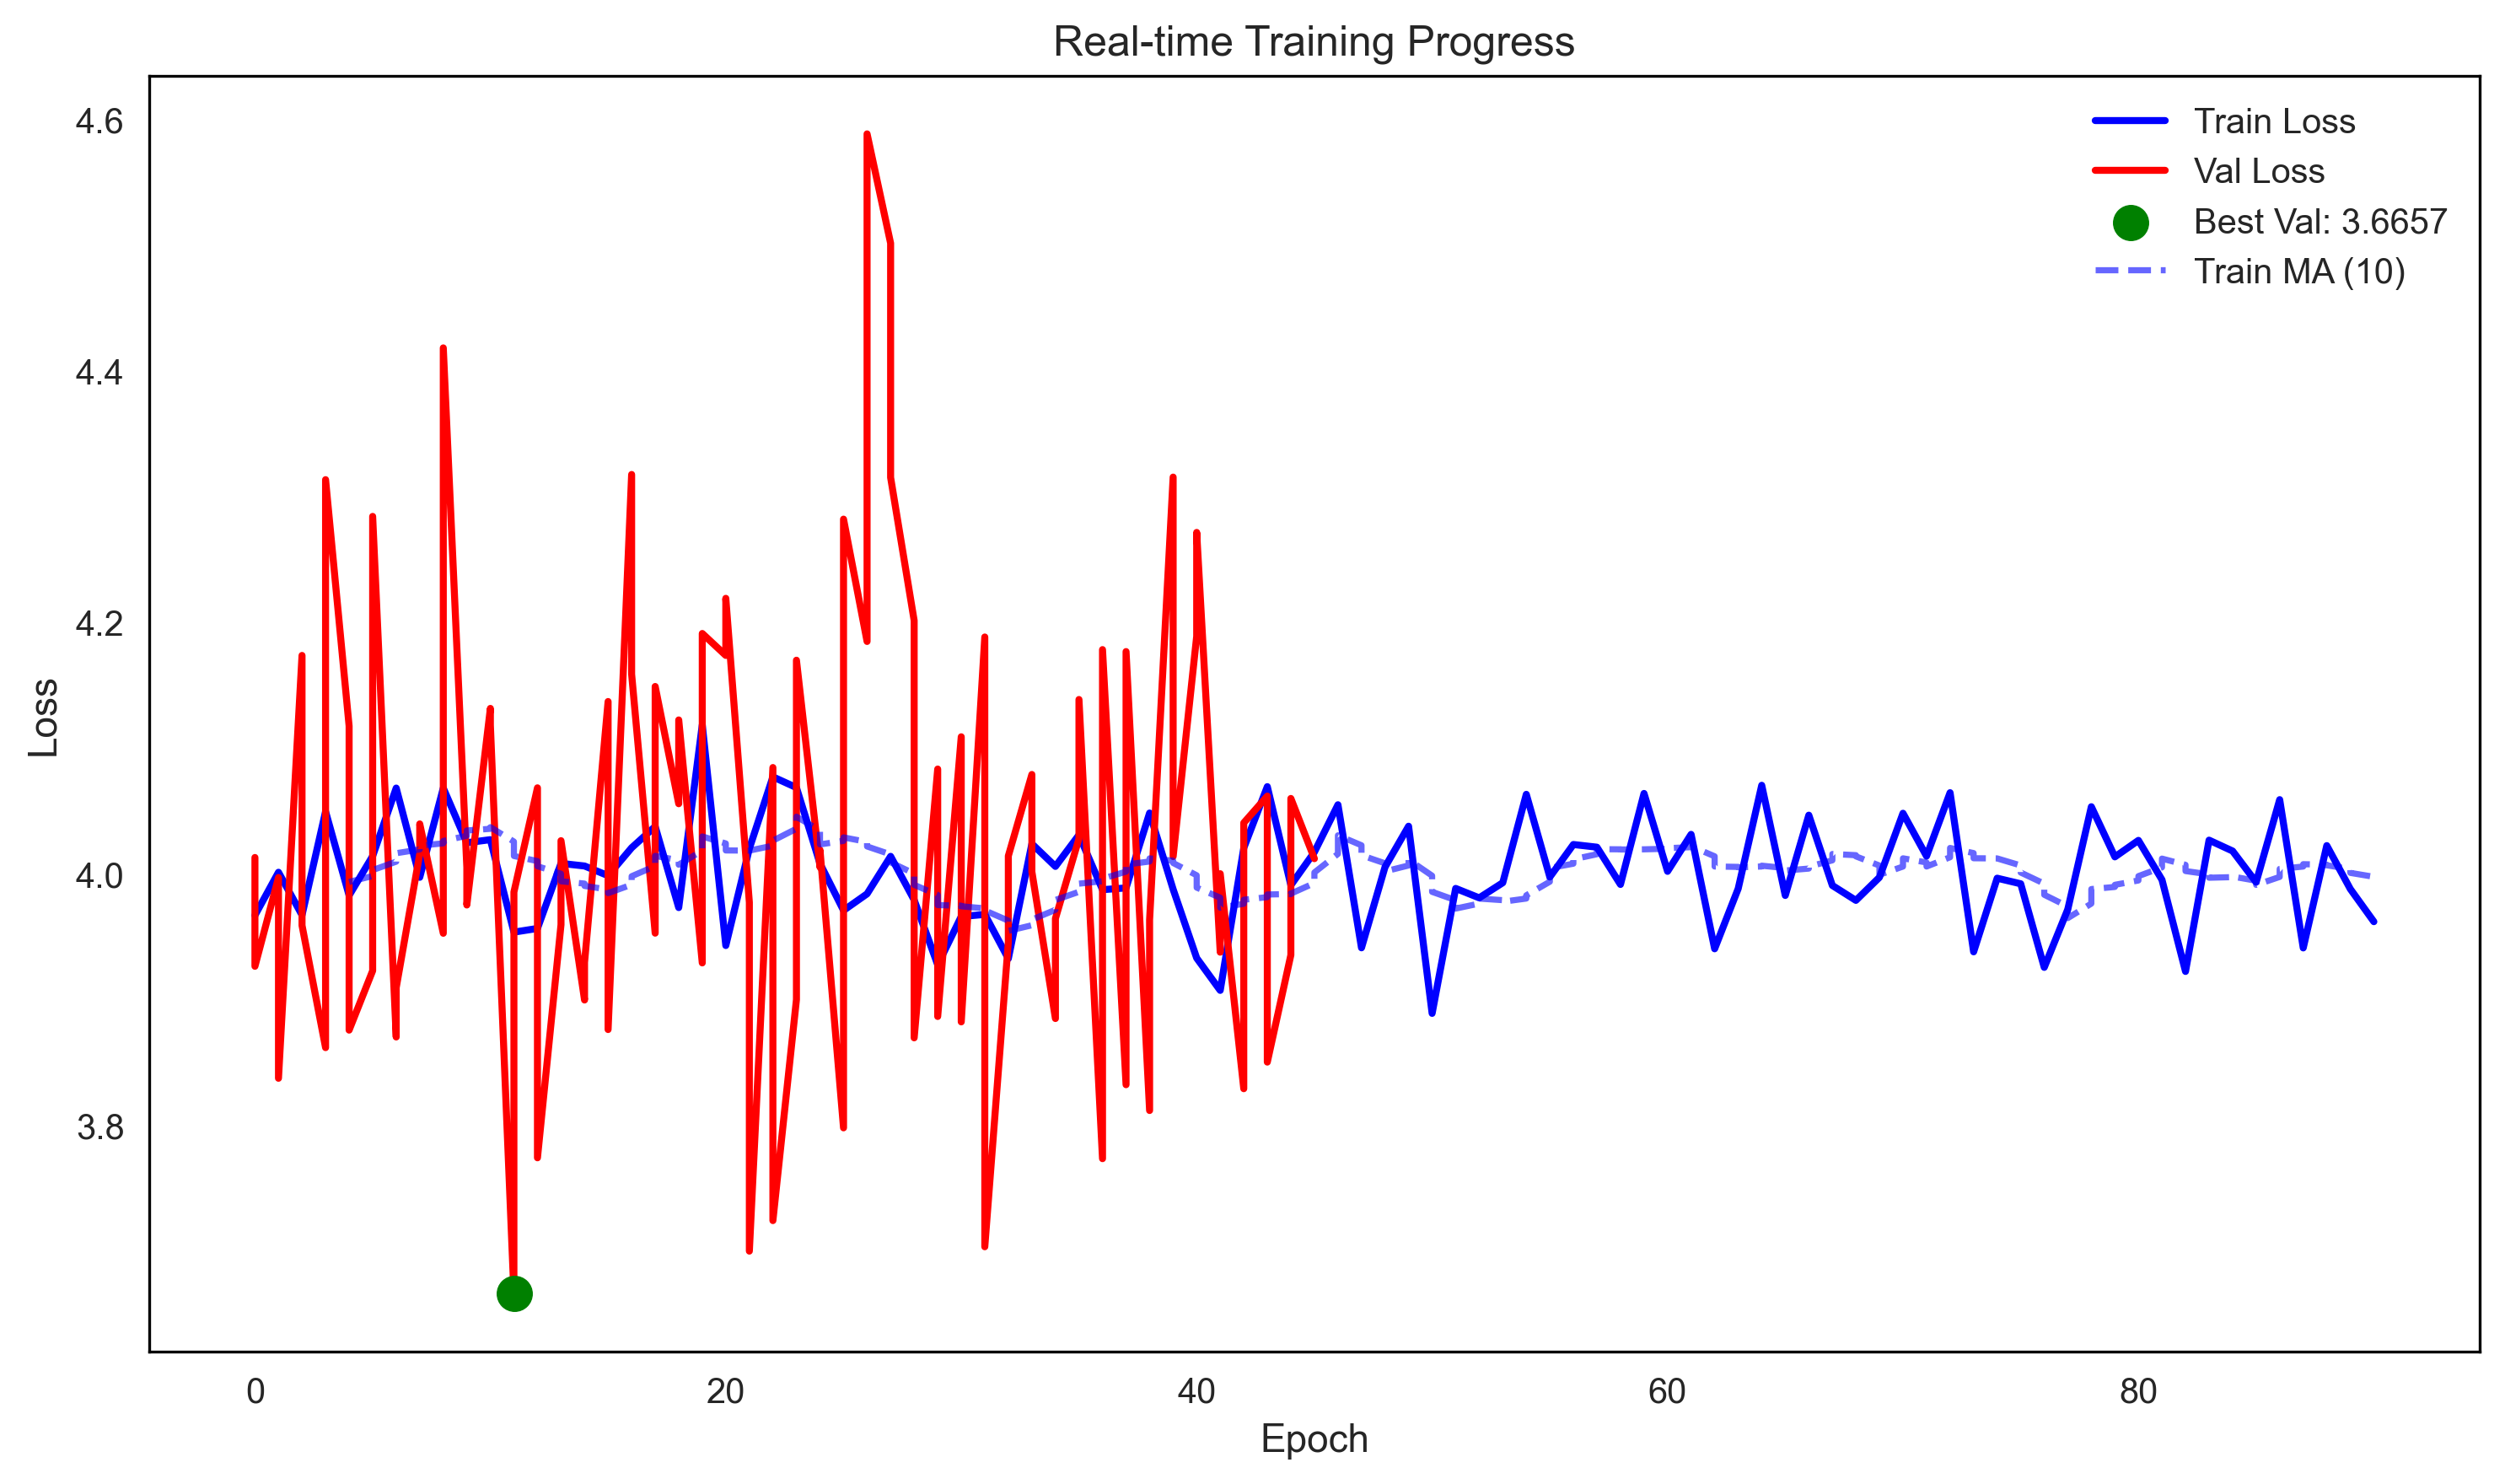 Real-time Training Progress
4.6
4.4
4.2
4.0
3.8
Loss
Train Loss
Val Loss
Best Val: 3.6657
Train MA (10)
0 20 40 60 80
Epoch